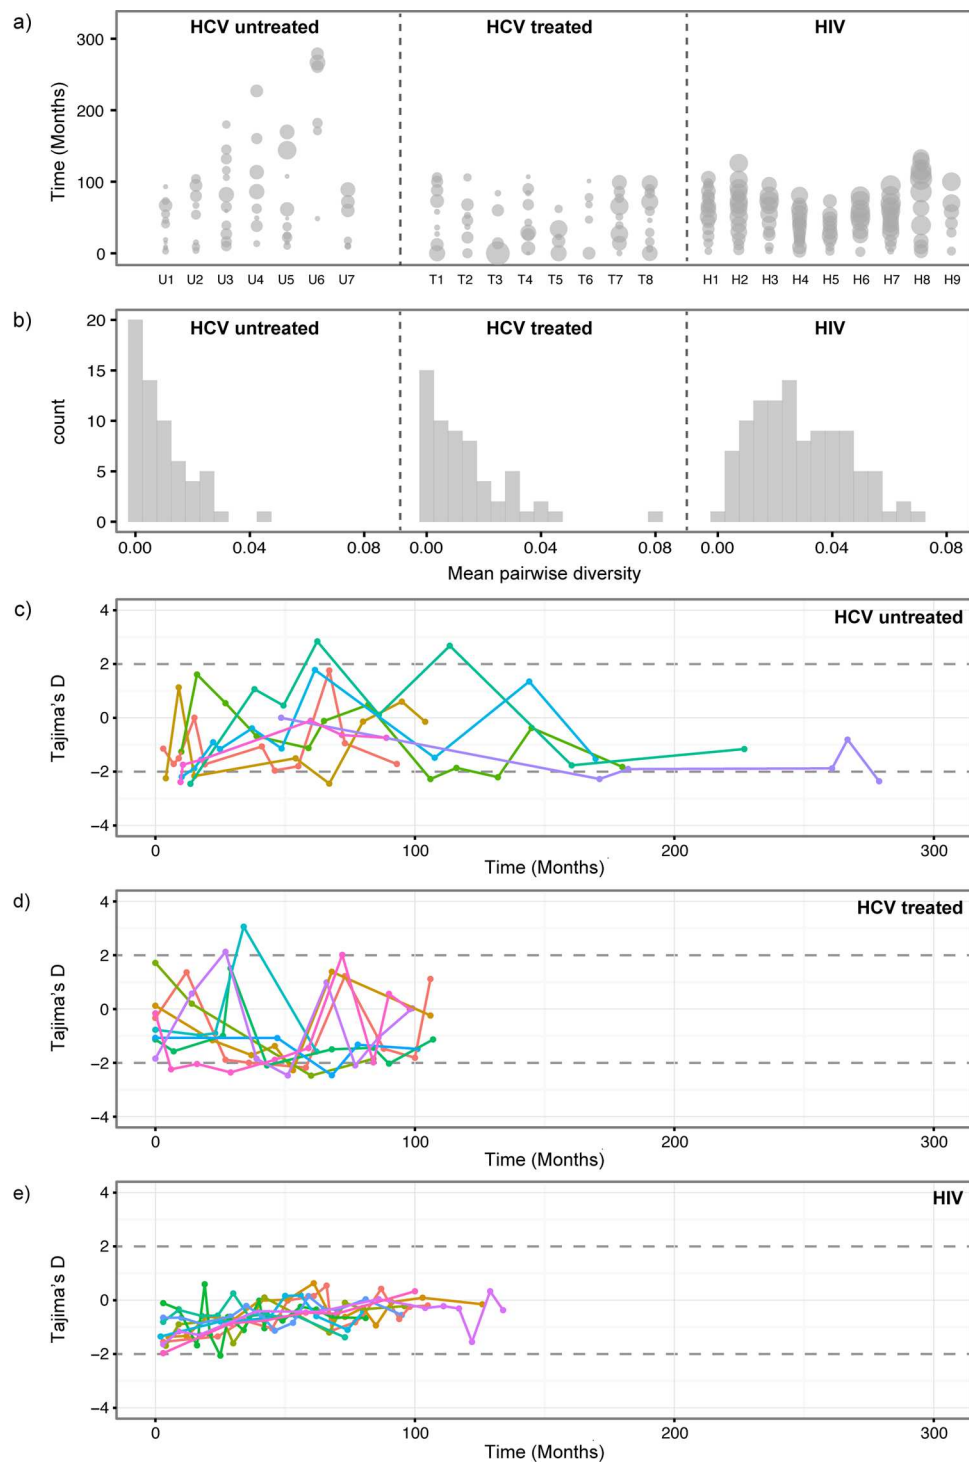 a)
HCV untreated
HCV treated
HIV
Time (Months)
300
200
100
0
U1 U2 U3 U4 U5 U6 U7 T1 T2 T3 T4 T5 T6 T7 T8 H1 H2 H3 H4 H5 H6 H7 H8 H9
b)
HCV untreated
HCV treated
HIV
count
20
15
10
5
0
0.00 0.04 0.08 0.00 0.04 0.08 0.00 0.04 0.08
Mean pairwise diversity
c)
HCV untreated
Tajima's D
4
2
0
−2
−4
0 100 200 300
Time (Months)
d)
HCV treated
Tajima's D
4
2
0
−2
−4
0 100 200 300
Time (Months)
e)
HIV
Tajima's D
4
2
0
−2
−4
0 100 200 300
Time (Months)